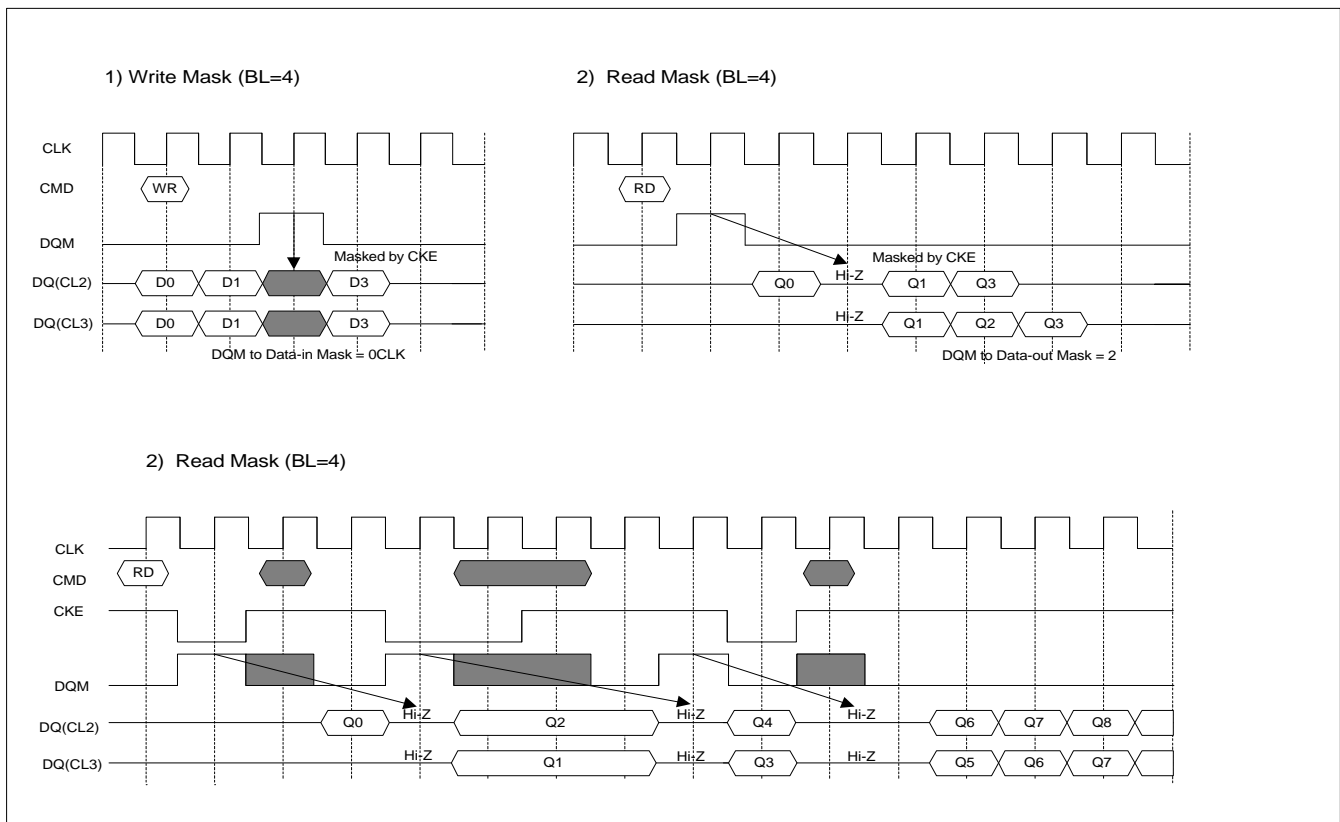 1) Write Mask (BL=4)
2) Read Mask (BL=4)
CLK
CMD
WR
DQM
Masked by CKE
DQ(CL2)
D0 D1 D3
DQ(CL3)
D0 D1 D3
DQM to Data-in Mask = 0CLK
RD
Masked by CKE
Hi-Z
Q0 Q1 Q3
Hi-Z
Q1 Q2 Q3
DQM to Data-out Mask = 2
2) Read Mask (BL=4)
CLK
RD
CMD
CKE
DQM
DQ(CL2)
Q0 Hi-Z Q2 Hi-Z Q4 Hi-Z Q6 Q7 Q8
DQ(CL3)
Hi-Z Q1 Hi-Z Q3 Hi-Z Q5 Q6 Q7